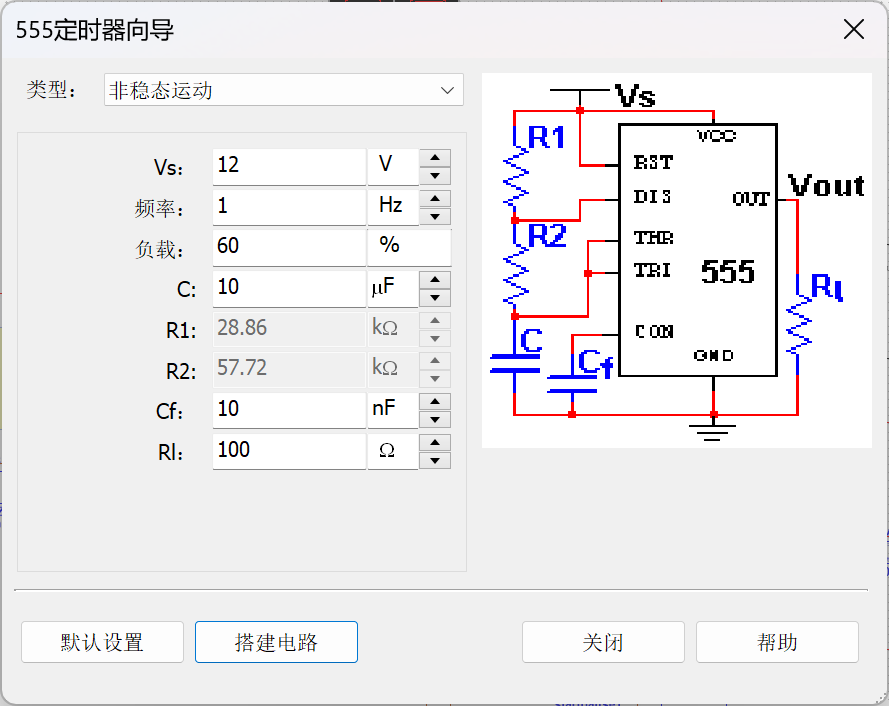 555定时器向导
类型：
非稳态运动
Vs:
12
V
频率:
1
Hz
负载:
60
%
C:
10
μF
R1:
28.86
kΩ
R2:
57.72
kΩ
Cf:
10
nF
Rl:
100
Ω
Vs
R1
VCC
RST
DIS
OUT
Vout
R2
THR
TRI
555
Rl
C
CON
Cf
GND
默认设置
搭建电路
关闭
帮助